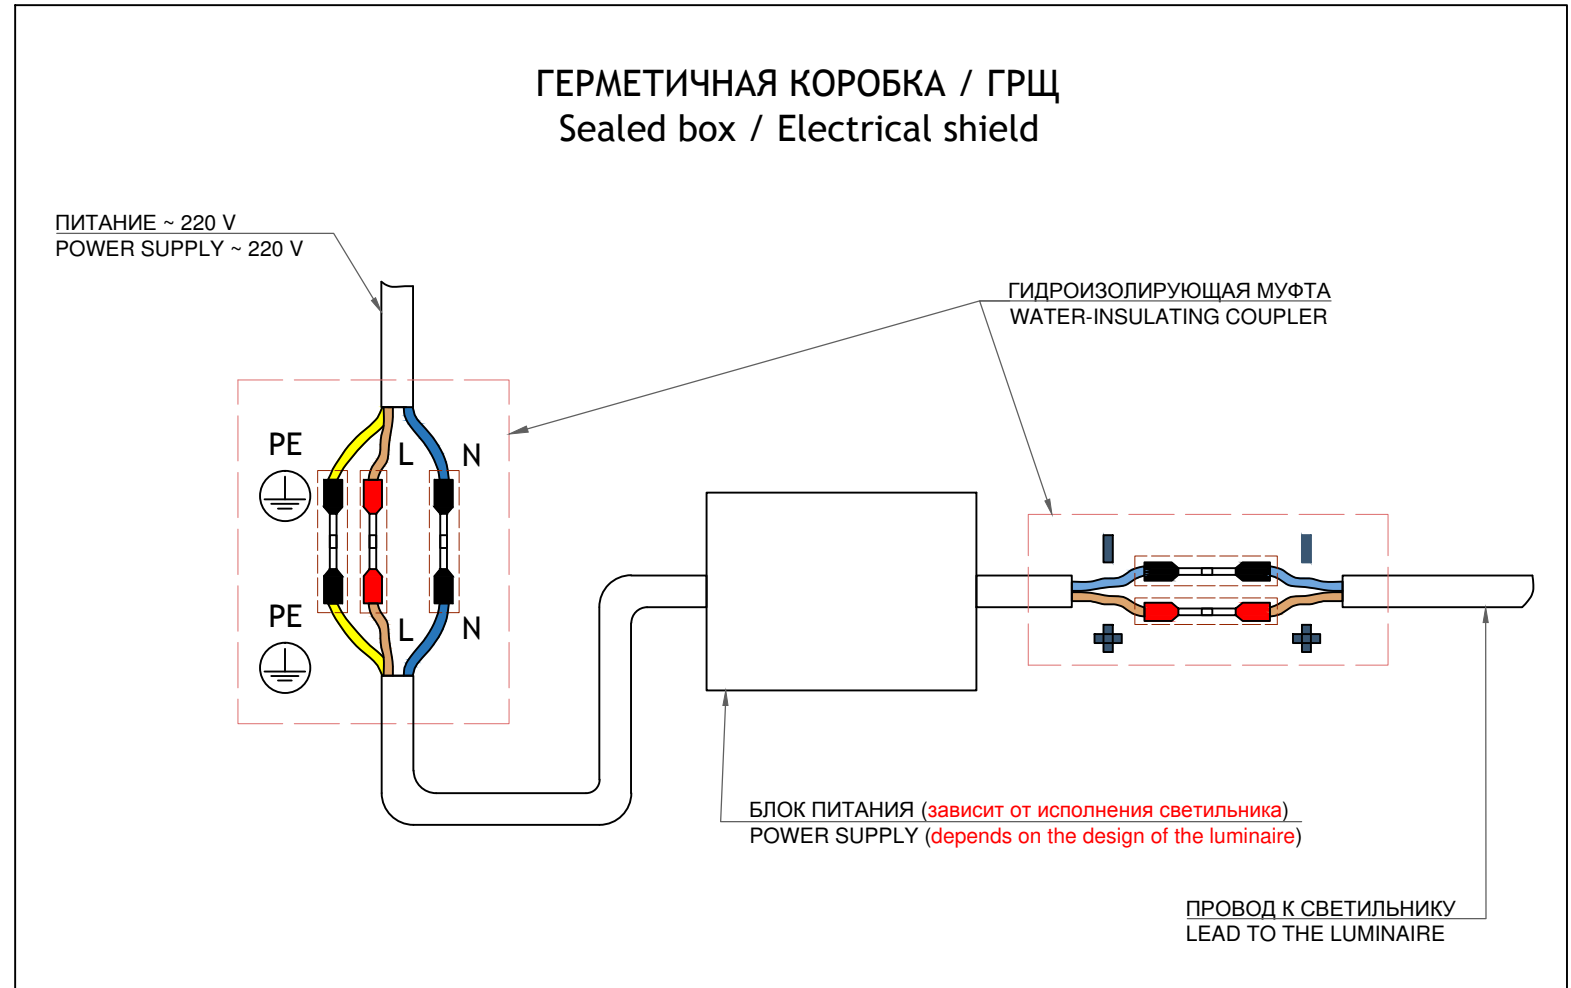 ГЕРМЕТИЧНАЯ КОРОБКА / ГРЩ
Sealed box / Electrical shield
ПИТАНИЕ ~ 220 V
POWER SUPPLY ~ 220 V
ГИДРОИЗОЛИРУЮЩАЯ МУФТА
WATER-INSULATING COUPLER
PE
L
N
PE
L
N
БЛОК ПИТАНИЯ (зависит от исполнения светильника)
POWER SUPPLY (depends on the design of the luminaire)
ПРОВОД К СВЕТИЛЬНИКУ
LEAD TO THE LUMINAIRE